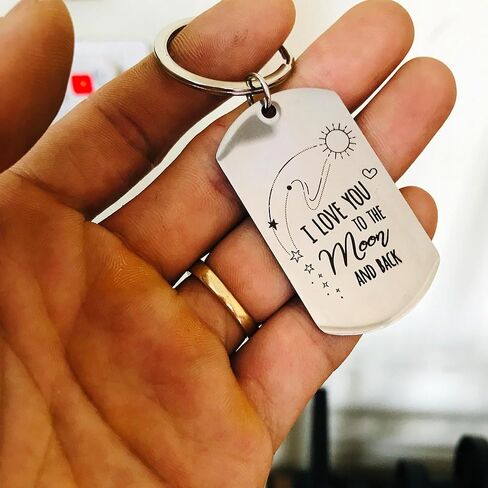 I LOVE YOU
TO THE
Moon
AND BACK